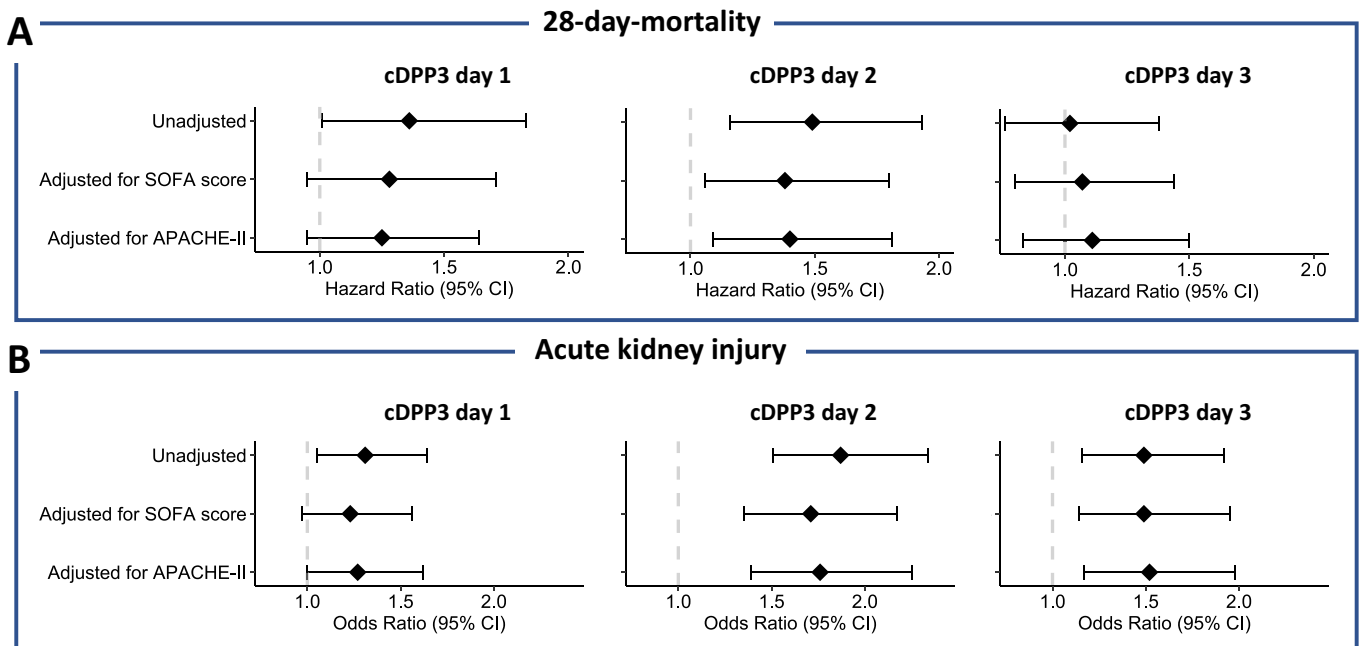 A
28-day-mortality
cDPP3 day 1 cDPP3 day 2 cDPP3 day 3
Unadjusted
Adjusted for SOFA score
Adjusted for APACHE-II
1.0 1.5 2.0 1.0 1.5 2.0 1.0 1.5 2.0
Hazard Ratio (95% CI) Hazard Ratio (95% CI) Hazard Ratio (95% CI)
B
Acute kidney injury
cDPP3 day 1 cDPP3 day 2 cDPP3 day 3
Unadjusted
Adjusted for SOFA score
Adjusted for APACHE-II
1.0 1.5 2.0 1.0 1.5 2.0 1.0 1.5 2.0
Odds Ratio (95% CI) Odds Ratio (95% CI) Odds Ratio (95% CI)